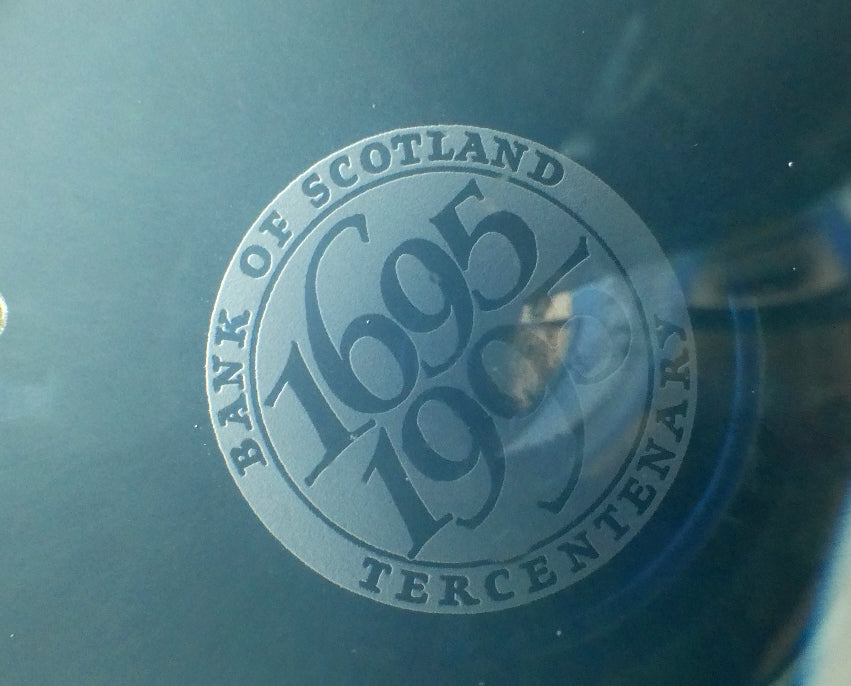 BANK OF SCOTLAND
1695
1995
TERCENTENARY